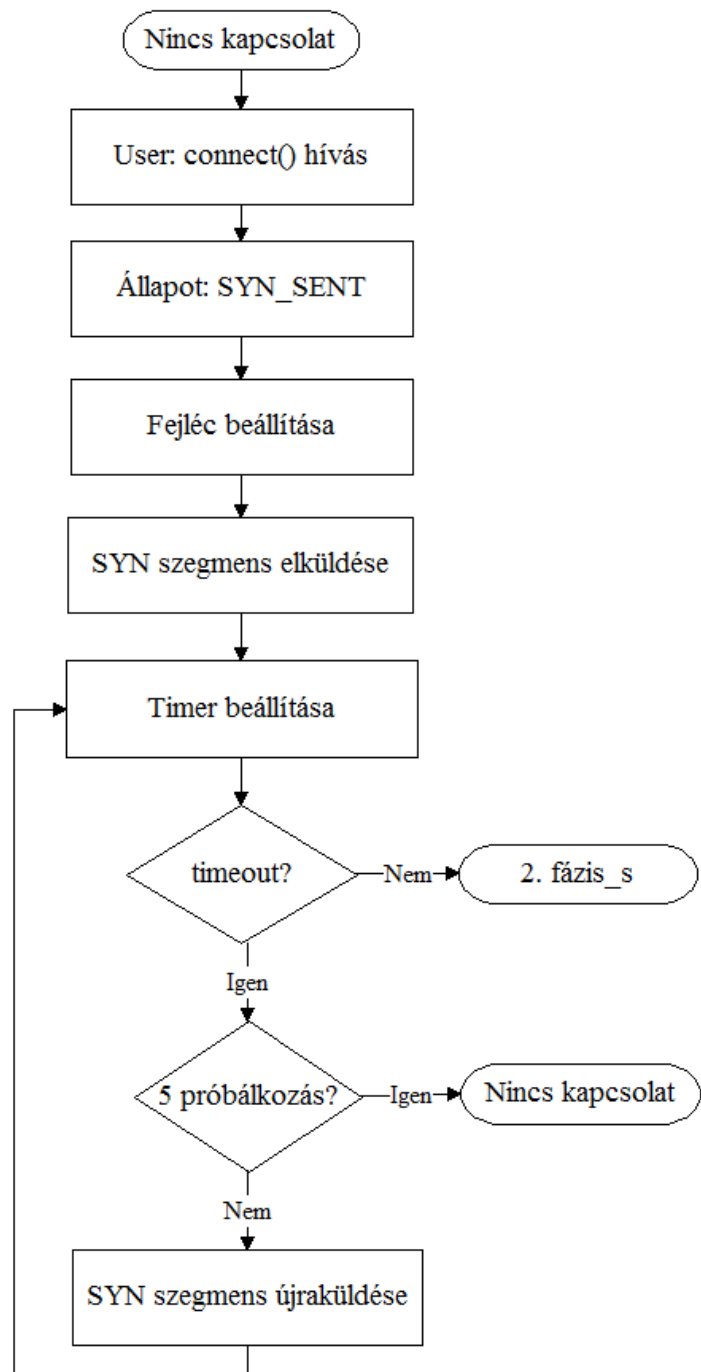 Nincs kapcsolat
User: connect() hívás
Állapot: SYN_SENT
Fejléc beállítása
SYN szegmens elküldése
Timer beállítása
timeout?
Nem
2. fázis_s
Igen
5 próbálkozás?
Igen
Nincs kapcsolat
Nem
SYN szegmens újraküldése